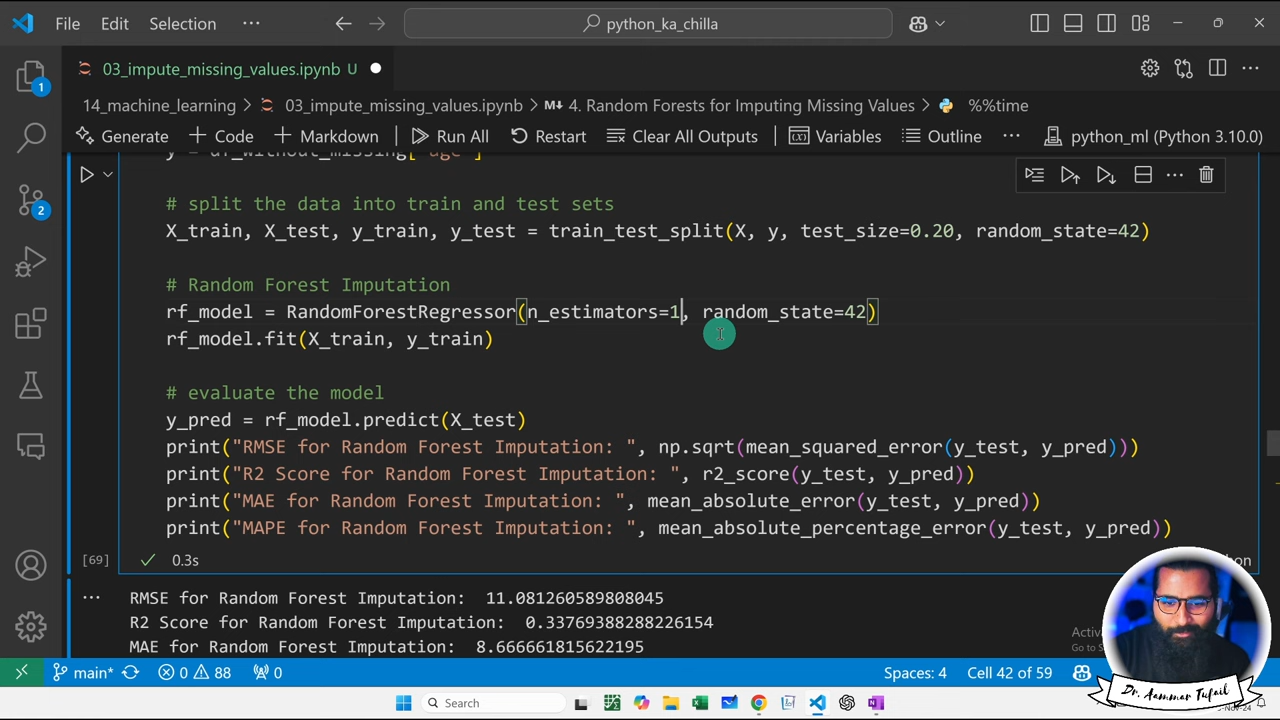 File Edit Selection ··· python_ka_chilla
03_impute_missing_values.ipynb U
14_machine_learning > 03_impute_missing_values.ipynb > M↓ 4. Random Forests for Imputing Missing Values > %%time
Generate + Code + Markdown Run All Restart Clear All Outputs Variables Outline ··· python_ml (Python 3.10.0)
# split the data into train and test sets
X_train, X_test, y_train, y_test = train_test_split(X, y, test_size=0.20, random_state=42)
# Random Forest Imputation
rf_model = RandomForestRegressor(n_estimators=1, random_state=42)
rf_model.fit(X_train, y_train)
# evaluate the model
y_pred = rf_model.predict(X_test)
print("RMSE for Random Forest Imputation: ", np.sqrt(mean_squared_error(y_test, y_pred)))
print("R2 Score for Random Forest Imputation: ", r2_score(y_test, y_pred))
print("MAE for Random Forest Imputation: ", mean_absolute_error(y_test, y_pred))
print("MAPE for Random Forest Imputation: ", mean_absolute_percentage_error(y_test, y_pred))
[69] 0.3s
RMSE for Random Forest Imputation: 11.081260589808045
R2 Score for Random Forest Imputation: 0.33769388288226154
MAE for Random Forest Imputation: 8.666661815622195
1
2
main* 0 88 0 Spaces: 4 Cell 42 of 59
Search
Dr. Aammar Tufail